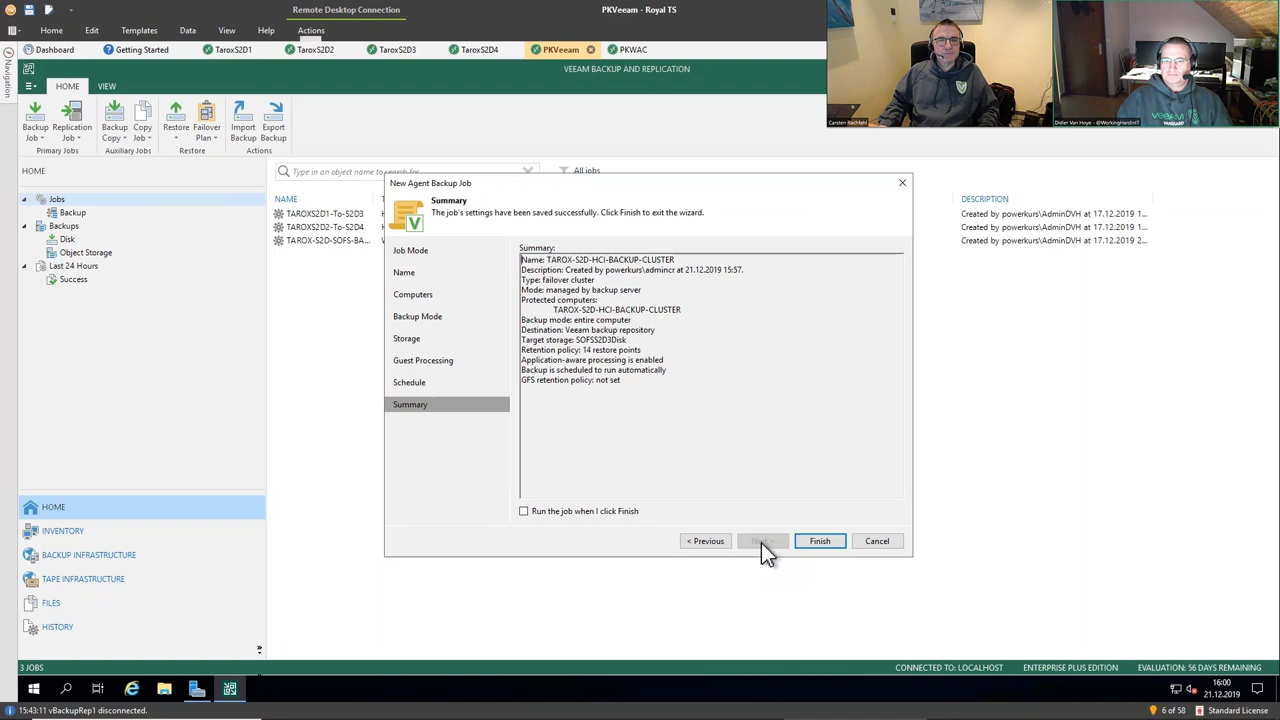 Remote Desktop Connection
PKVeeam - Royal TS
Home Edit Templates Data View Help Actions
Dashboard Getting Started TaroxS2D1 TaroxS2D2 TaroxS2D3 TaroxS2D4 PKVeeam PKWAC
Navigation
VEEAM BACKUP AND REPLICATION
HOME VIEW
Backup Job Replication Job Backup Copy Copy Job Restore Failover Plan Import Backup Export Backup
Primary Jobs Auxiliary Jobs Restore Actions
Carsten Rachfahl
Didier Van Hoye - @WorkingHardInIT
HOME
Type in an object name to search for
All jobs
Jobs
Backup
Backups
Disk
Object Storage
Last 24 Hours
Success
NAME
TAROXS2D1-To-S2D3
TAROXS2D2-To-S2D4
TAROX-S2D-SOFS-BA...
DESCRIPTION
Created by powerkurs\AdminDVH at 17.12.2019 1...
Created by powerkurs\AdminDVH at 17.12.2019 1...
Created by powerkurs\AdminDVH at 17.12.2019 2...
New Agent Backup Job
Summary
The job's settings have been saved successfully. Click Finish to exit the wizard.
Job Mode
Name
Computers
Backup Mode
Storage
Guest Processing
Schedule
Summary
Summary:
Name: TAROX-S2D-HCI-BACKUP-CLUSTER
Description: Created by powerkurs\admincr at 21.12.2019 15:57.
Type: failover cluster
Mode: managed by backup server
Protected computers:
TAROX-S2D-HCI-BACKUP-CLUSTER
Backup mode: entire computer
Destination: Veeam backup repository
Target storage: SOFSS2D3Disk
Retention policy: 14 restore points
Application-aware processing is enabled
Backup is scheduled to run automatically
GFS retention policy: not set
Run the job when I click Finish
< Previous Finish Cancel
HOME
INVENTORY
BACKUP INFRASTRUCTURE
TAPE INFRASTRUCTURE
FILES
HISTORY
3 JOBS
CONNECTED TO: LOCALHOST ENTERPRISE PLUS EDITION EVALUATION: 56 DAYS REMAINING
16:00
21.12.2019
15:43:11 vBackupRep1 disconnected.
6 of 58 Standard License